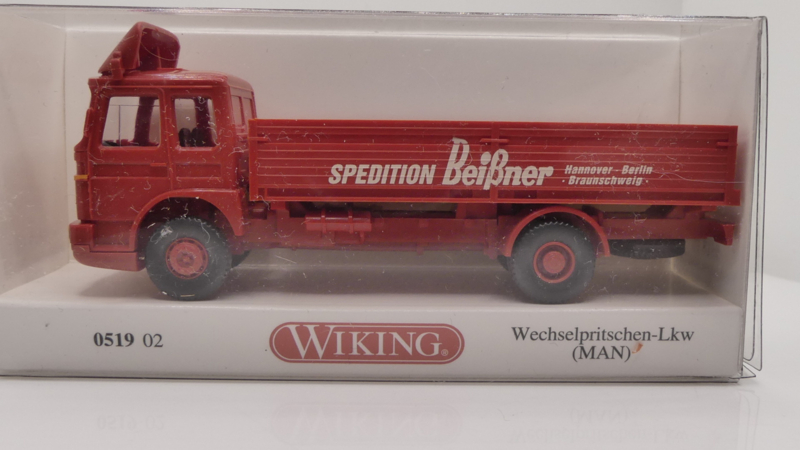 SPEDITION Beißner Hannover - Berlin
· Braunschweig ·
0519 02
WIKING®
Wechselpritschen-Lkw
(MAN)